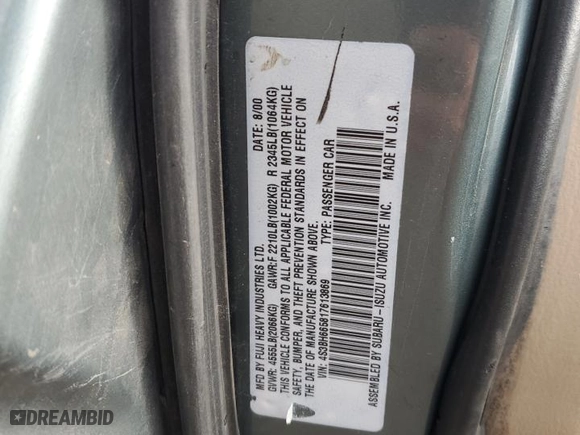 MFD BY FUJI HEAVY INDUSTRIES LTD. DATE: 8/00
GVWR: 4555LB(2066KG) GAWR:F 2210LB(1002KG) R 2345LB(1064KG)
THIS VEHICLE CONFORMS TO ALL APPLICABLE FEDERAL MOTOR VEHICLE
SAFETY, BUMPER, AND THEFT PREVENTION STANDARDS IN EFFECT ON
THE DATE OF MANUFACTURE SHOWN ABOVE.
VIN: 4S3BH665817613869 TYPE: PASSENGER CAR
ASSEMBLED BY SUBARU-ISUZU AUTOMOTIVE INC. MADE IN U.S.A.
DREAMBID